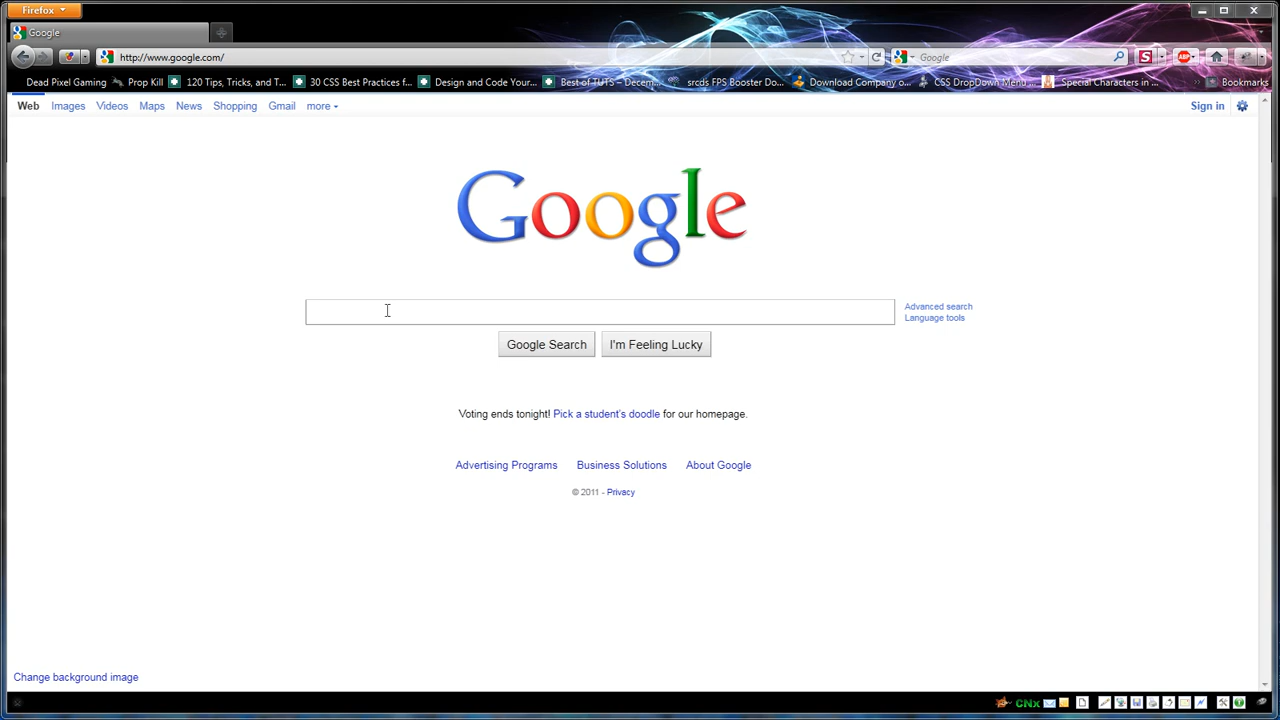 Firefox
Google
http://www.google.com/
Google
Dead Pixel Gaming
Prop Kill
120 Tips, Tricks, and T...
30 CSS Best Practices f...
Design and Code Your...
Best of TUTS – Decem...
srcds FPS Booster Do...
Download Company o...
CSS DropDown Menu...
Special Characters in ...
Bookmarks
Web Images Videos Maps News Shopping Gmail more
Sign in
Google
Advanced search
Language tools
Google Search
I'm Feeling Lucky
Voting ends tonight! Pick a student's doodle for our homepage.
Advertising Programs Business Solutions About Google
© 2011 - Privacy
Change background image
CNx